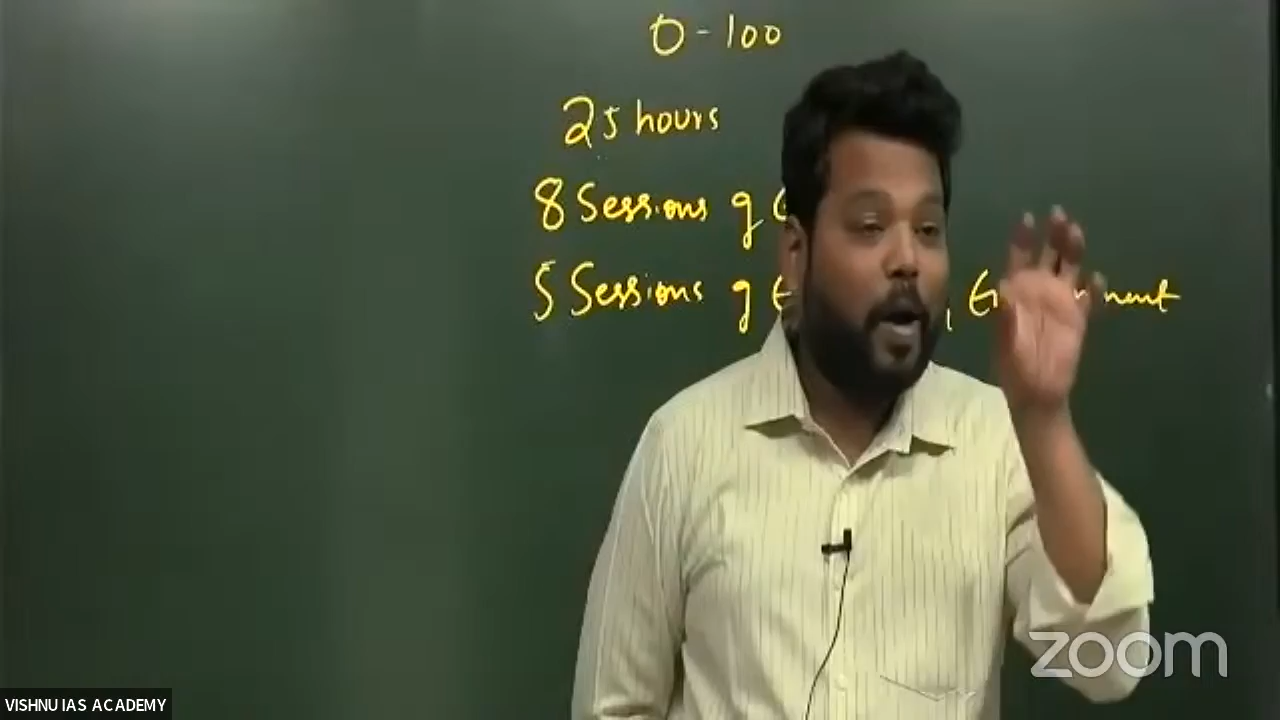 0-100
25 hours
8 Sessions of
5 Sessions of
zoom
VISHNU IAS ACADEMY